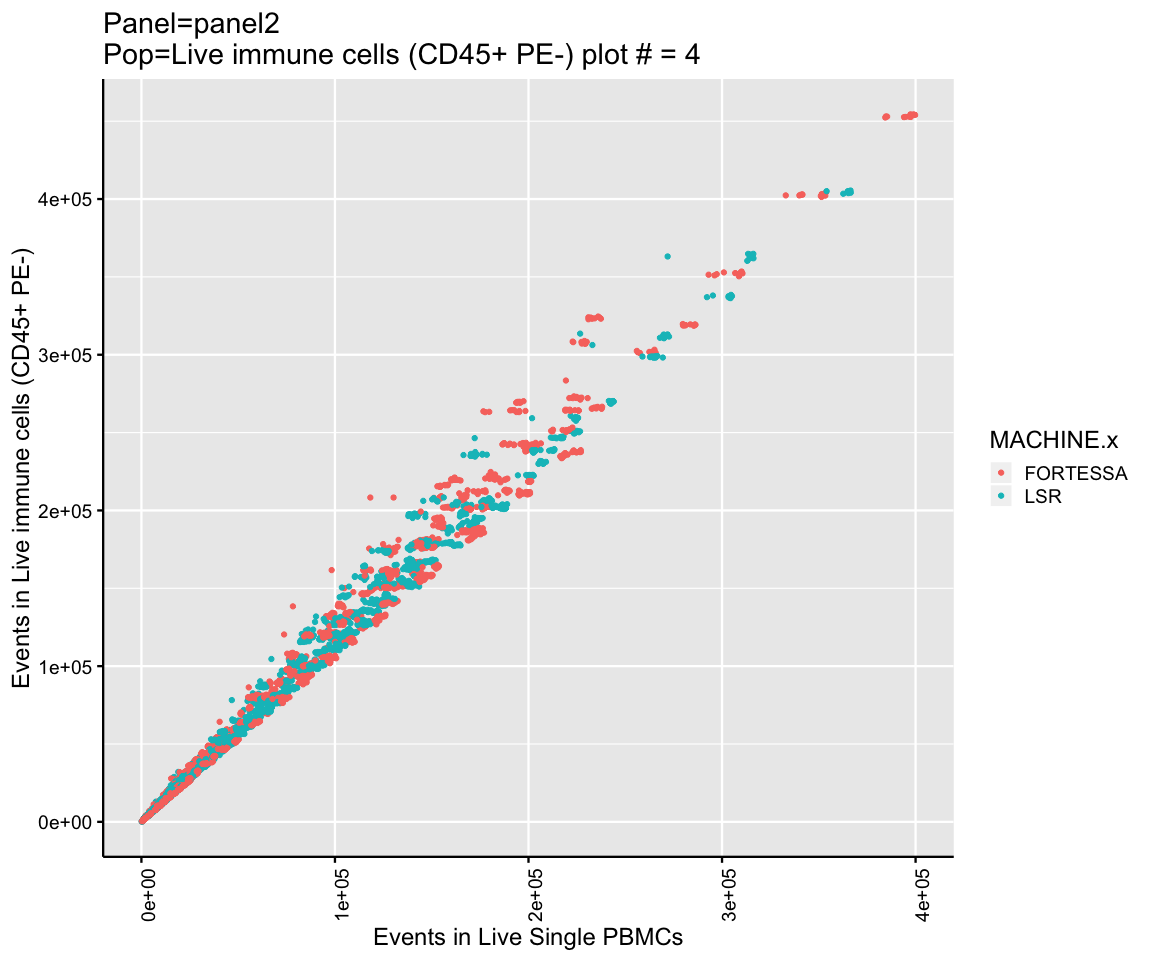 Panel=panel2
Pop=Live immune cells (CD45+ PE-) plot # = 4
Events in Live immune cells (CD45+ PE-)
4e+05
3e+05
2e+05
1e+05
0e+00
0e+00
1e+05
2e+05
3e+05
4e+05
Events in Live Single PBMCs
MACHINE.x
FORTESSA
LSR